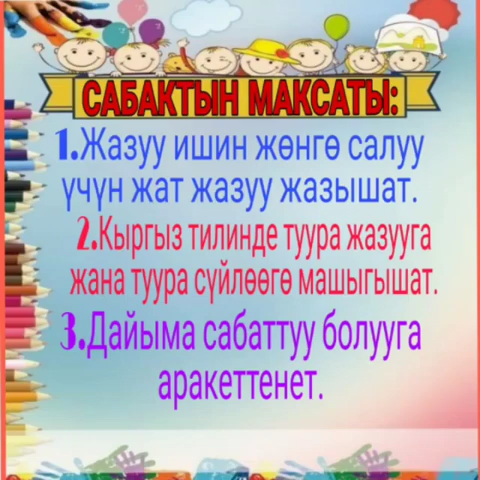 САБАКТЫН МАКСАТЫ:
1.Жазуу ишин жөнгө салуу
үчүн жат жазуу жазышат.
2.Кыргыз тилинде туура жазууга
жана туура сүйлөөгө машыгышат.
3.Дайыма сабаттуу болууга
аракеттенет.